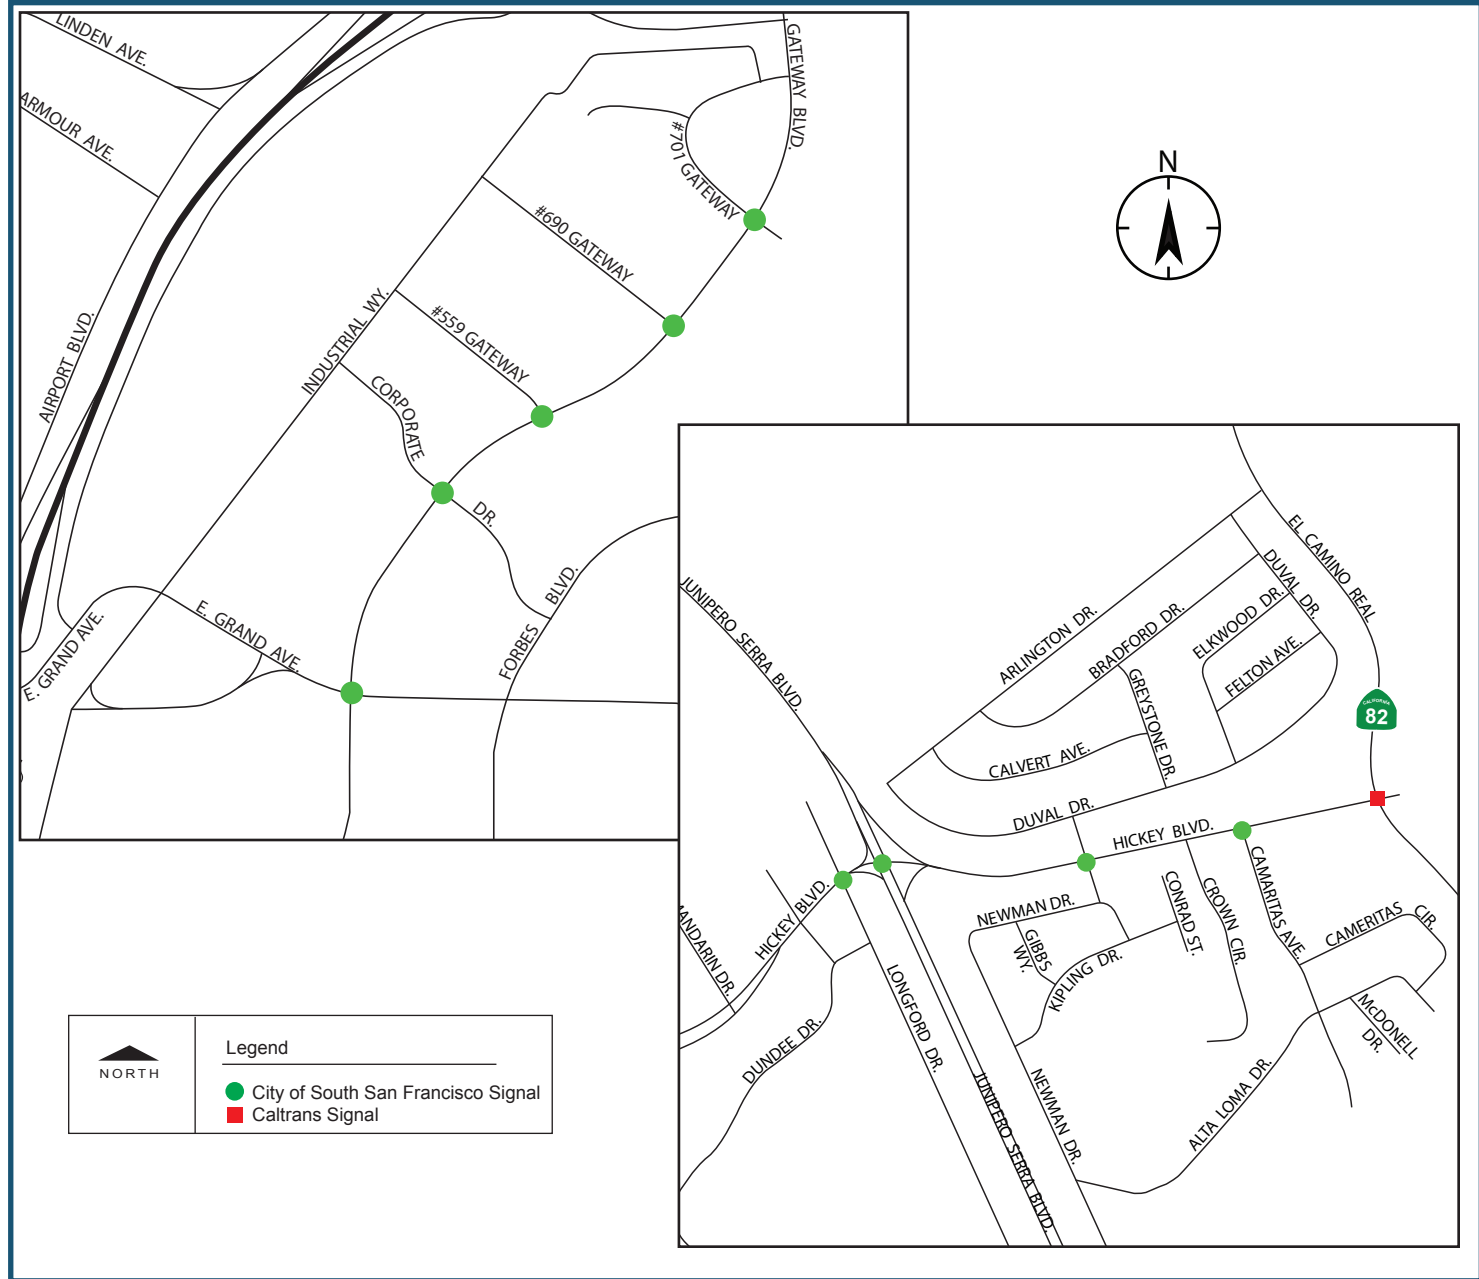 LINDEN AVE.
ARMOUR AVE.
AIRPORT BLVD.
INDUSTRIAL WY.
GATEWAY BLVD.
#701 GATEWAY
#690 GATEWAY
#559 GATEWAY
CORPORATE
DR.
E. GRAND AVE.
E. GRAND AVE.
FORBES BLVD.
N
JUNIPERO SERRA BLVD.
EL CAMINO REAL
ARLINGTON DR.
BRADFORD DR.
DUVAL DR.
ELKWOOD DR.
FELTON AVE.
GREYSTONE DR.
CALVERT AVE.
CALIFORNIA
82
DUVAL DR.
HICKEY BLVD.
HICKEY BLVD.
MANDARIN DR.
DUNDEE DR.
LONGFORD DR.
JUNIPERO SERRA BLVD.
NEWMAN DR.
GIBBS
WY.
KIPLING DR.
CONRAD ST.
CROWN CIR.
CAMARITAS AVE.
CAMERITAS CIR.
McDONELL
DR.
ALTA LOMA DR.
NEWMAN DR.
NORTH
Legend
City of South San Francisco Signal
Caltrans Signal